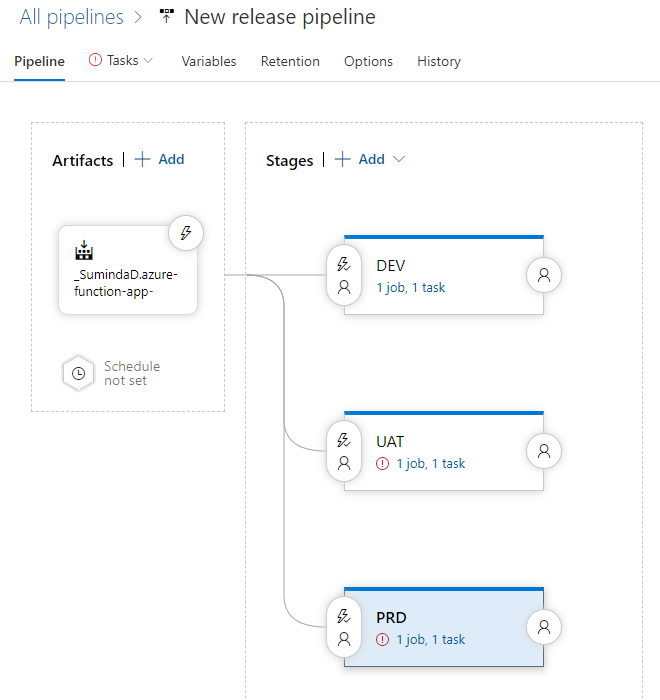 All pipelines > New release pipeline
Pipeline Tasks Variables Retention Options History
Artifacts | + Add
Stages | + Add
_SumindaD.azure-
function-app-
Schedule
not set
DEV
1 job, 1 task
UAT
1 job, 1 task
PRD
1 job, 1 task